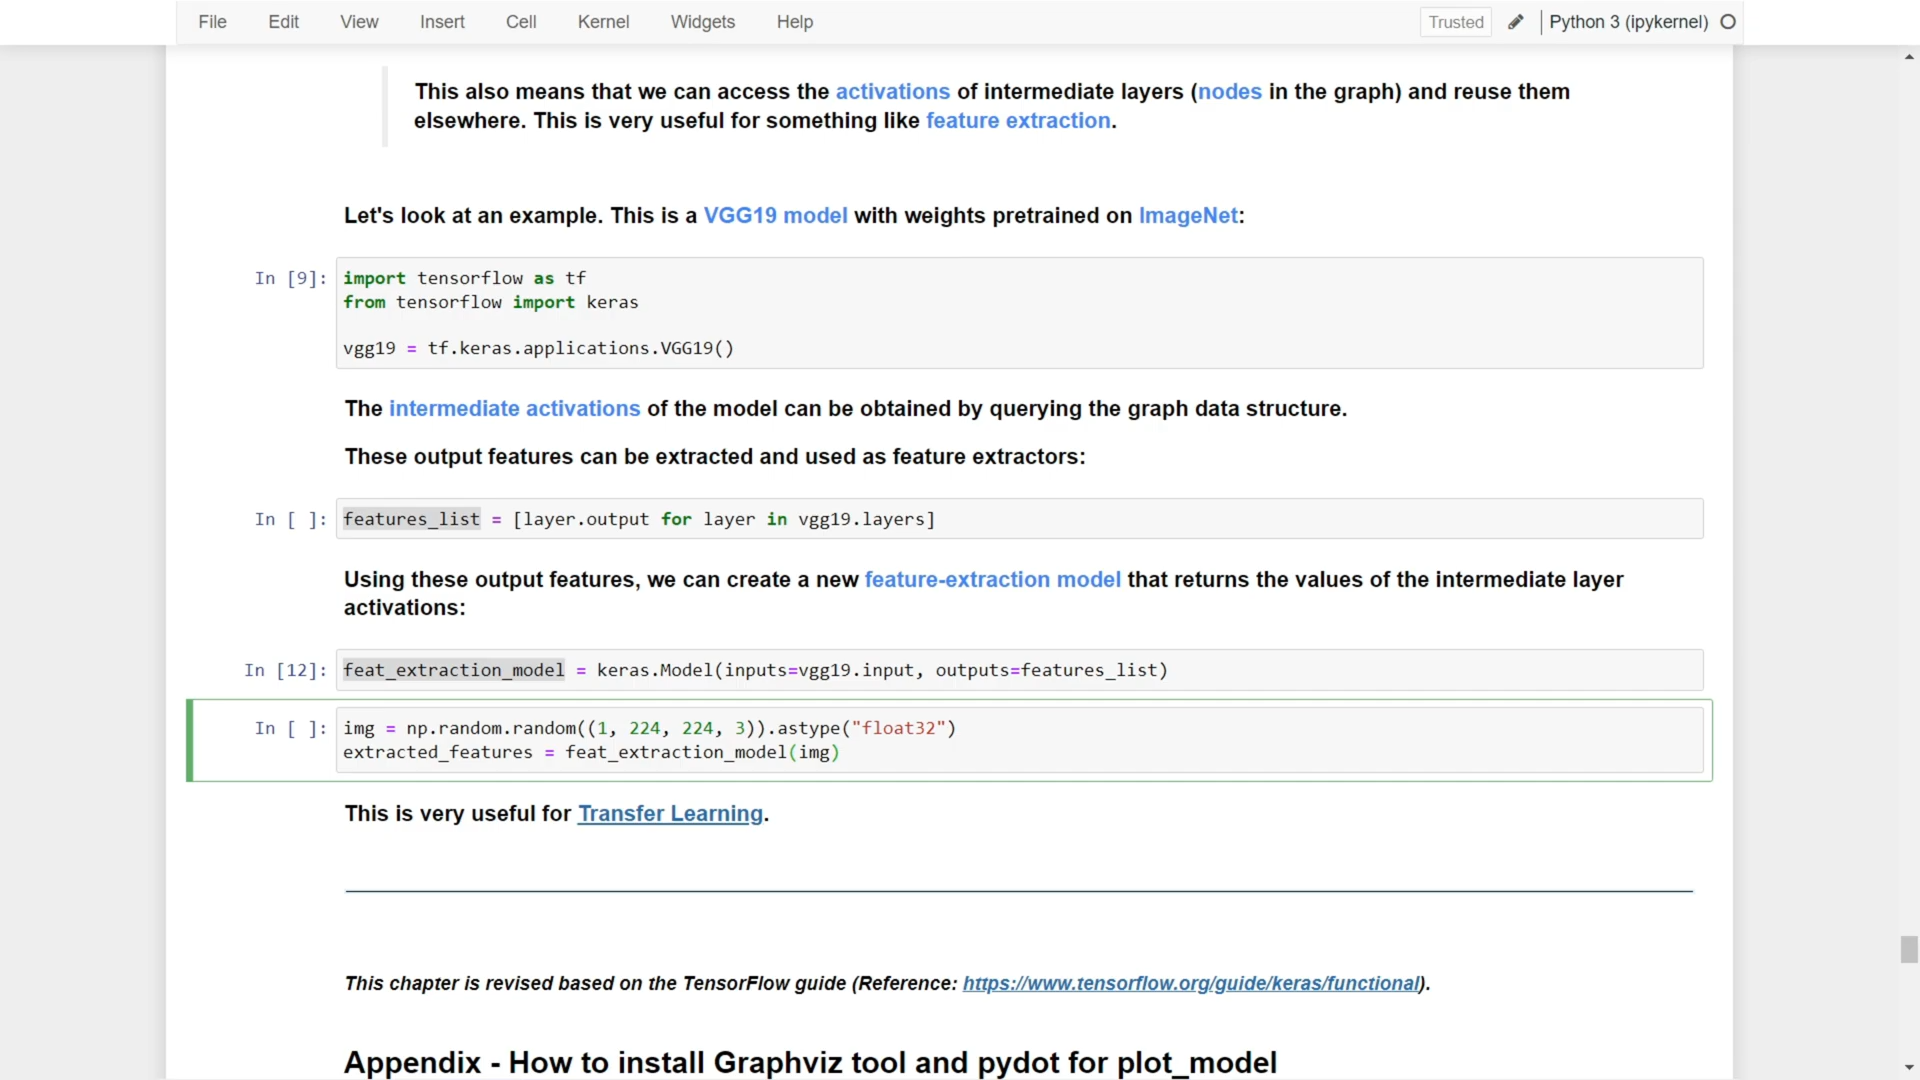 File Edit View Insert Cell Kernel Widgets Help Trusted Python 3 (ipykernel)
This also means that we can access the activations of intermediate layers (nodes in the graph) and reuse them
elsewhere. This is very useful for something like feature extraction.
Let's look at an example. This is a VGG19 model with weights pretrained on ImageNet:
In [9]: import tensorflow as tf
from tensorflow import keras
vgg19 = tf.keras.applications.VGG19()
The intermediate activations of the model can be obtained by querying the graph data structure.
These output features can be extracted and used as feature extractors:
In [ ]: features_list = [layer.output for layer in vgg19.layers]
Using these output features, we can create a new feature-extraction model that returns the values of the intermediate layer
activations:
In [12]: feat_extraction_model = keras.Model(inputs=vgg19.input, outputs=features_list)
In [ ]: img = np.random.random((1, 224, 224, 3)).astype("float32")
extracted_features = feat_extraction_model(img)
This is very useful for Transfer Learning.
This chapter is revised based on the TensorFlow guide (Reference: https://www.tensorflow.org/guide/keras/functional).
Appendix - How to install Graphviz tool and pydot for plot_model